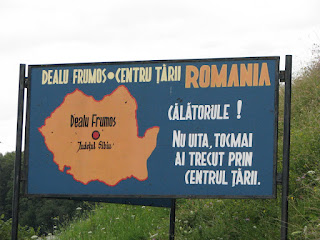 DEALU FRUMOS • CENTRU ȚĂRII ROMANIA
CĂLĂTORULE !
Dealu Frumos
Județul Sibiu
NU UITA, TOCMAI
AI TRECUT PRIN
CENTRUL ȚĂRII.